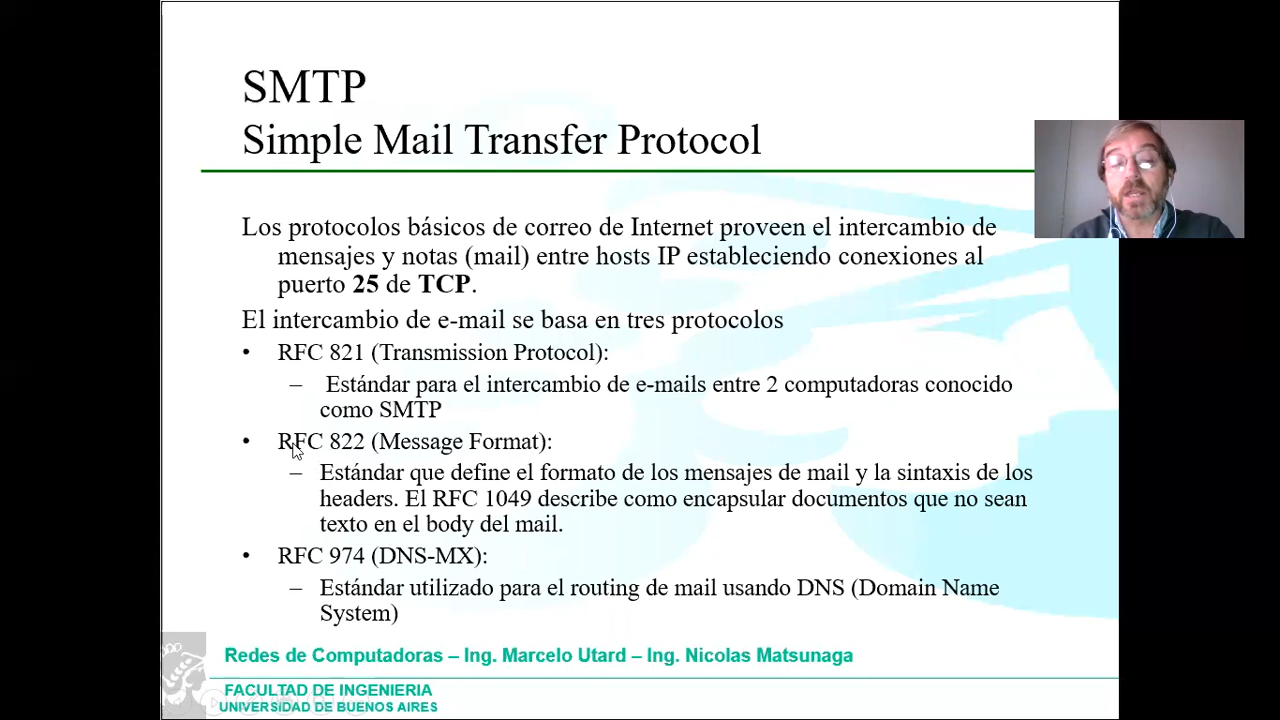 SMTP
Simple Mail Transfer Protocol
Los protocolos básicos de correo de Internet proveen el intercambio de
mensajes y notas (mail) entre hosts IP estableciendo conexiones al
puerto 25 de TCP.
El intercambio de e-mail se basa en tres protocolos
• RFC 821 (Transmission Protocol):
– Estándar para el intercambio de e-mails entre 2 computadoras conocido
como SMTP
• RFC 822 (Message Format):
– Estándar que define el formato de los mensajes de mail y la sintaxis de los
headers. El RFC 1049 describe como encapsular documentos que no sean
texto en el body del mail.
• RFC 974 (DNS-MX):
– Estándar utilizado para el routing de mail usando DNS (Domain Name
System)
Redes de Computadoras – Ing. Marcelo Utard – Ing. Nicolas Matsunaga
FACULTAD DE INGENIERIA
UNIVERSIDAD DE BUENOS AIRES